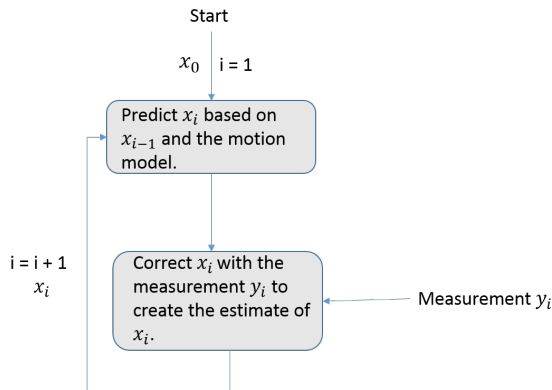 Start
x₀ i = 1
Predict xᵢ based on
xᵢ₋₁ and the motion
model.
i = i + 1
xᵢ
Correct xᵢ with the
measurement yᵢ to
create the estimate of
xᵢ.
Measurement yᵢ